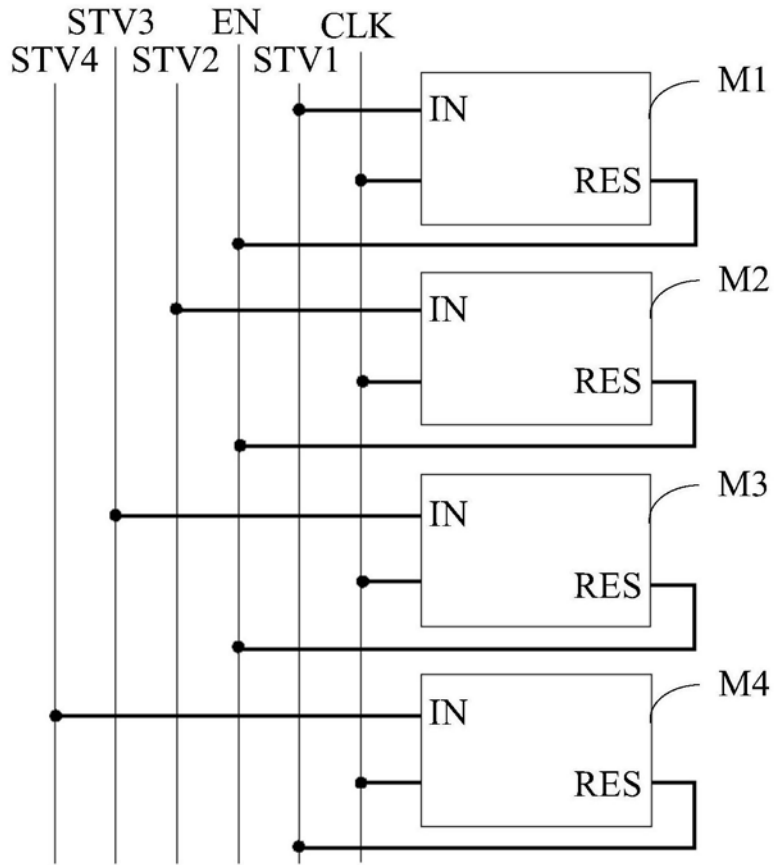 STV3 EN CLK
STV4 STV2 STV1
M1
IN
RES
M2
IN
RES
M3
IN
RES
M4
IN
RES